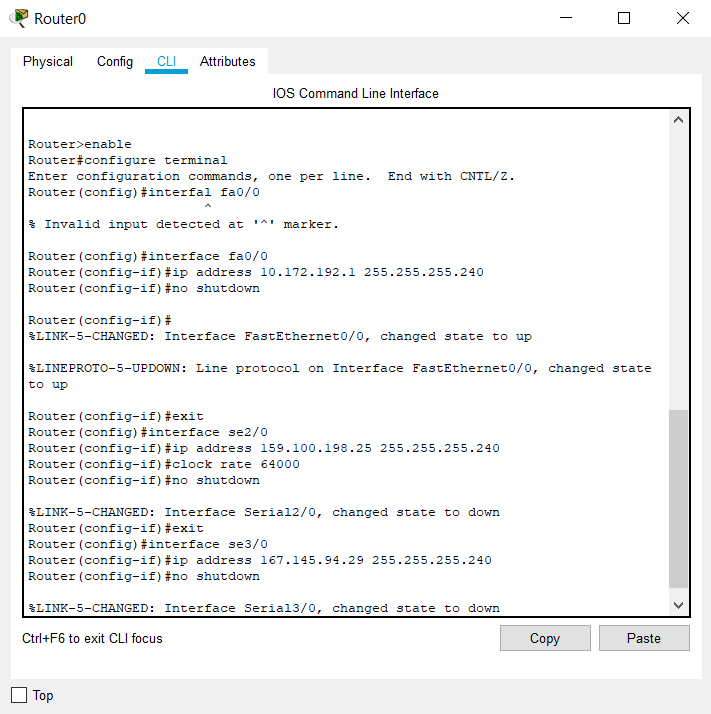 Router0
Physical Config CLI Attributes
IOS Command Line Interface
Router>enable
Router#configure terminal
Enter configuration commands, one per line.  End with CNTL/Z.
Router(config)#interfal fa0/0
^
% Invalid input detected at '^' marker.
Router(config)#interface fa0/0
Router(config-if)#ip address 10.172.192.1 255.255.255.240
Router(config-if)#no shutdown
Router(config-if)#
%LINK-5-CHANGED: Interface FastEthernet0/0, changed state to up
%LINEPROTO-5-UPDOWN: Line protocol on Interface FastEthernet0/0, changed state
to up
Router(config-if)#exit
Router(config)#interface se2/0
Router(config-if)#ip address 159.100.198.25 255.255.255.240
Router(config-if)#clock rate 64000
Router(config-if)#no shutdown
%LINK-5-CHANGED: Interface Serial2/0, changed state to down
Router(config-if)#exit
Router(config)#interface se3/0
Router(config-if)#ip address 167.145.94.29 255.255.255.240
Router(config-if)#no shutdown
%LINK-5-CHANGED: Interface Serial3/0, changed state to down
Ctrl+F6 to exit CLI focus
Copy Paste
Top